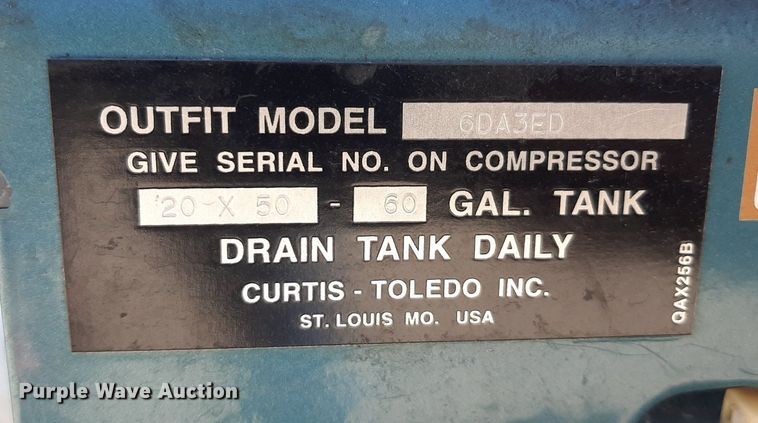 OUTFIT MODEL 6DA3ED
GIVE SERIAL NO. ON COMPRESSOR
20 X 50 - 60 GAL. TANK
DRAIN TANK DAILY
CURTIS - TOLEDO INC.
ST. LOUIS MO. USA
QAX256B
Purple Wave Auction